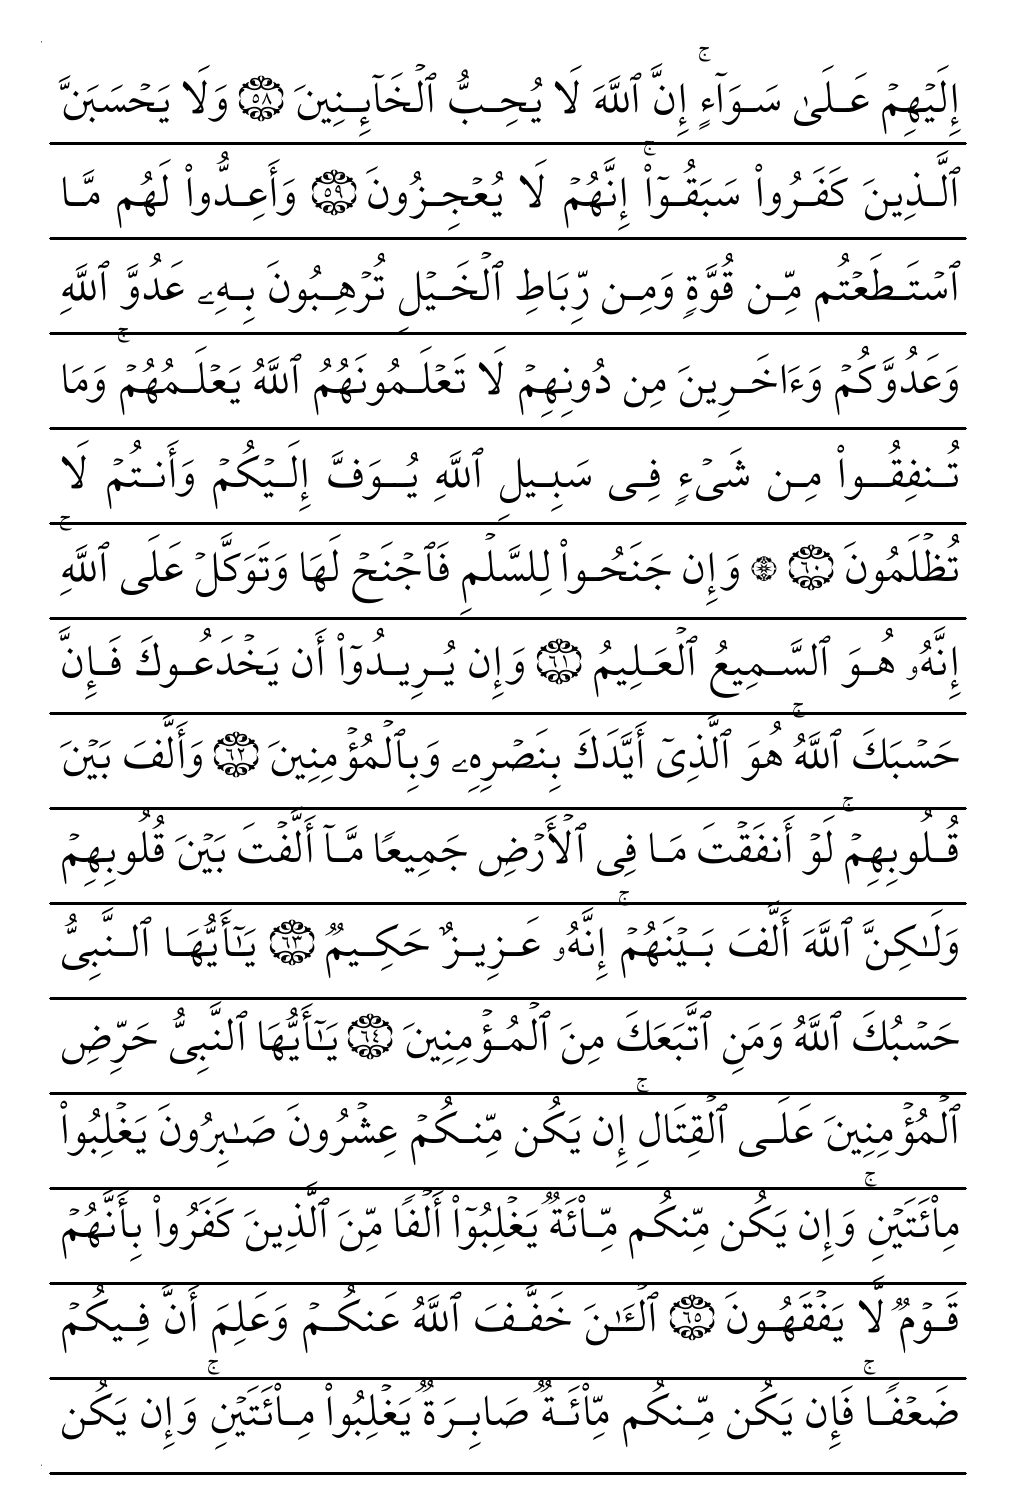 إِلَيۡهِمۡ عَلَىٰ سَوَآءٍۚ إِنَّ ٱللَّهَ لَا يُحِبُّ ٱلۡخَآئِنِينَ ٥٨ وَلَا يَحۡسَبَنَّ
ٱلَّذِينَ كَفَرُواْ سَبَقُوٓاْۚ إِنَّهُمۡ لَا يُعۡجِزُونَ ٥٩ وَأَعِدُّواْ لَهُم مَّا
ٱسۡتَطَعۡتُم مِّن قُوَّةٍ وَمِن رِّبَاطِ ٱلۡخَيۡلِ تُرۡهِبُونَ بِهِۦ عَدُوَّ ٱللَّهِ
وَعَدُوَّكُمۡ وَءَاخَرِينَ مِن دُونِهِمۡ لَا تَعۡلَمُونَهُمُ ٱللَّهُ يَعۡلَمُهُمۡۚ وَمَا
تُنفِقُواْ مِن شَىۡءٍ فِى سَبِيلِ ٱللَّهِ يُوَفَّ إِلَيۡكُمۡ وَأَنتُمۡ لَا
تُظۡلَمُونَ ٦٠ ۞ وَإِن جَنَحُواْ لِلسَّلۡمِ فَٱجۡنَحۡ لَهَا وَتَوَكَّلۡ عَلَى ٱللَّهِۚ
إِنَّهُۥ هُوَ ٱلسَّمِيعُ ٱلۡعَلِيمُ ٦١ وَإِن يُرِيدُوٓاْ أَن يَخۡدَعُوكَ فَإِنَّ
حَسۡبَكَ ٱللَّهُۚ هُوَ ٱلَّذِىٓ أَيَّدَكَ بِنَصۡرِهِۦ وَبِٱلۡمُؤۡمِنِينَ ٦٢ وَأَلَّفَ بَيۡنَ
قُلُوبِهِمۡۚ لَوۡ أَنفَقۡتَ مَا فِى ٱلۡأَرۡضِ جَمِيعًا مَّآ أَلَّفۡتَ بَيۡنَ قُلُوبِهِمۡ
وَلَـٰكِنَّ ٱللَّهَ أَلَّفَ بَيۡنَهُمۡۚ إِنَّهُۥ عَزِيزٌ حَكِيمٌ ٦٣ يَـٰٓأَيُّهَا ٱلنَّبِىُّ
حَسۡبُكَ ٱللَّهُ وَمَنِ ٱتَّبَعَكَ مِنَ ٱلۡمُؤۡمِنِينَ ٦٤ يَـٰٓأَيُّهَا ٱلنَّبِىُّ حَرِّضِ
ٱلۡمُؤۡمِنِينَ عَلَى ٱلۡقِتَالِۚ إِن يَكُن مِّنكُمۡ عِشۡرُونَ صَـٰبِرُونَ يَغۡلِبُواْ
مِاْئَتَيۡنِۚ وَإِن يَكُن مِّنكُم مِّاْئَةٌ يَغۡلِبُوٓاْ أَلۡفًا مِّنَ ٱلَّذِينَ كَفَرُواْ بِأَنَّهُمۡ
قَوۡمٌ لَّا يَفۡقَهُونَ ٦٥ ٱلۡـَٔـٰنَ خَفَّفَ ٱللَّهُ عَنكُمۡ وَعَلِمَ أَنَّ فِيكُمۡ
ضَعۡفًاۚ فَإِن يَكُن مِّنكُم مِّاْئَةٌ صَابِرَةٌ يَغۡلِبُواْ مِاْئَتَيۡنِۚ وَإِن يَكُن